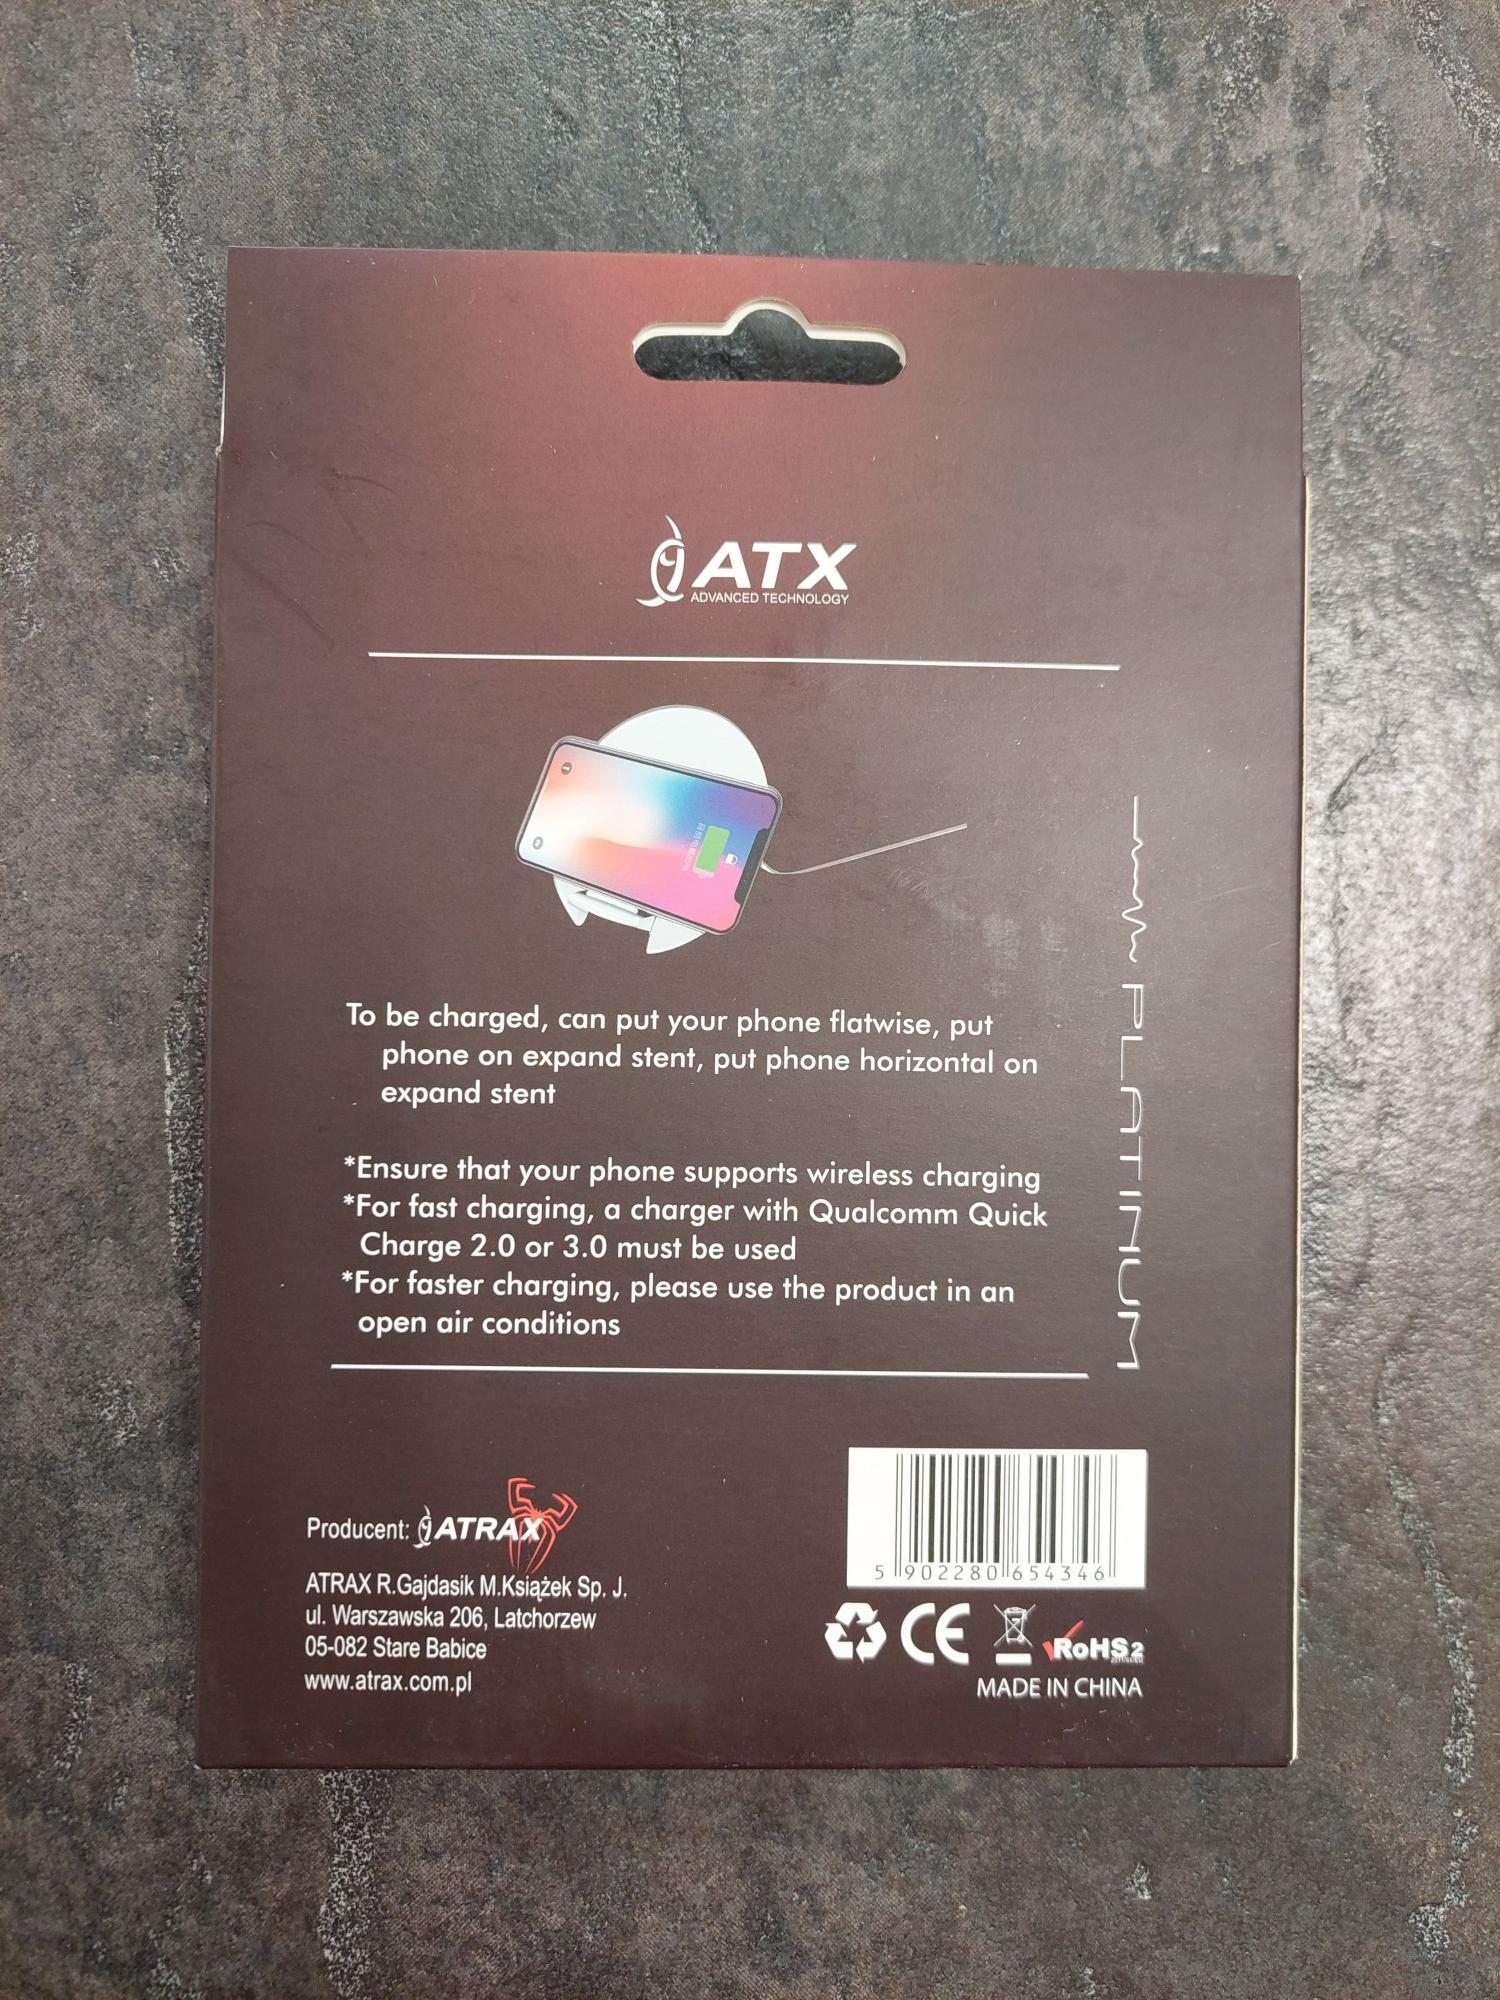 ATX
ADVANCED TECHNOLOGY
To be charged, can put your phone flatwise, put
phone on expand stent, put phone horizontal on
expand stent
*Ensure that your phone supports wireless charging
*For fast charging, a charger with Qualcomm Quick
Charge 2.0 or 3.0 must be used
*For faster charging, please use the product in an
open air conditions
PLATINUM
Producent: ATRAX
ATRAX R.Gajdasik M.Książek Sp. J.
ul. Warszawska 206, Latchorzew
05-082 Stare Babice
www.atrax.com.pl
5 902280 654346
CE
RoHS2
MADE IN CHINA